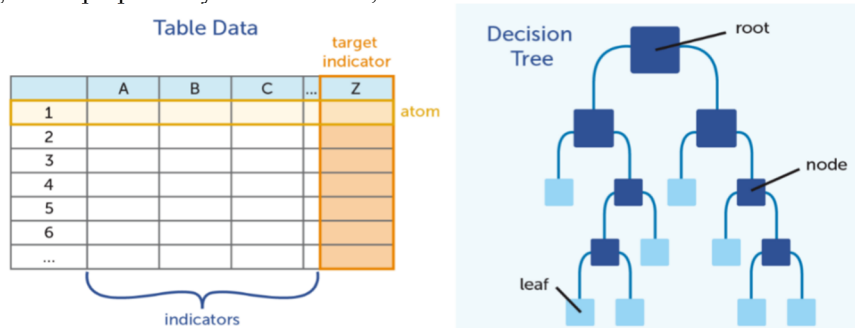 Table Data
target
indicator
A B C ... Z
1
atom
2
3
4
5
6
...
indicators
Decision
Tree
root
node
leaf